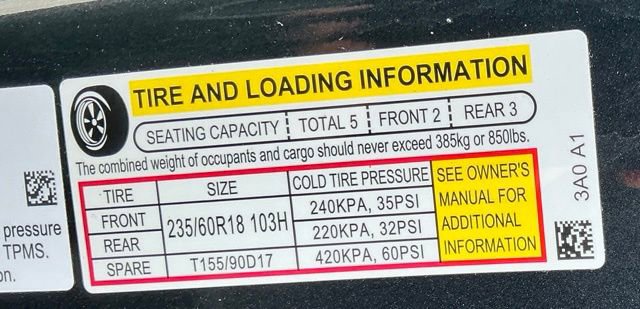 TIRE AND LOADING INFORMATION
SEATING CAPACITY TOTAL 5 FRONT 2 REAR 3
The combined weight of occupants and cargo should never exceed 385kg or 850lbs.
TIRE SIZE COLD TIRE PRESSURE
FRONT 235/60R18 103H 240KPA, 35PSI
REAR 220KPA, 32PSI
SPARE T155/90D17 420KPA, 60PSI
SEE OWNER'S
MANUAL FOR
ADDITIONAL
INFORMATION
3A0 A1
pressure
TPMS.
on.